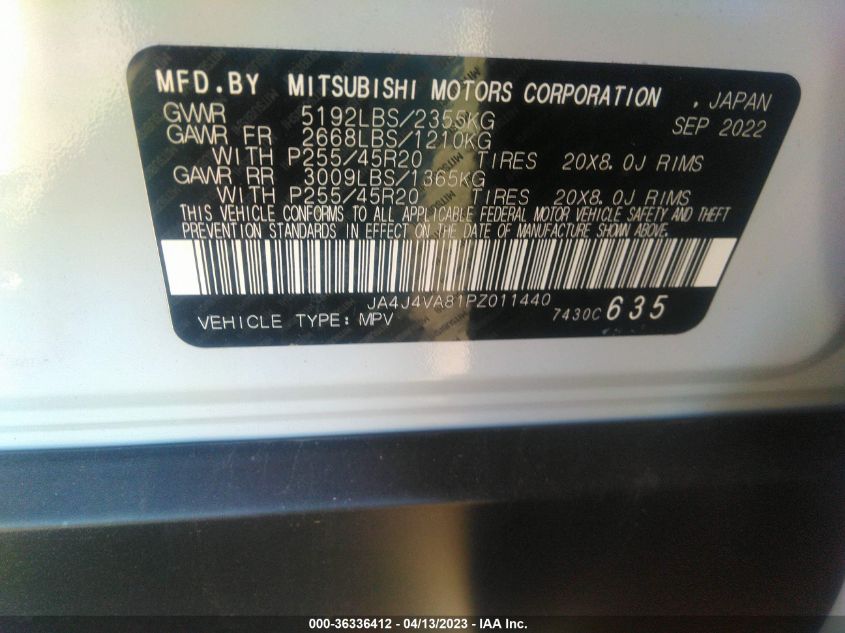 MFD.BY MITSUBISHI MOTORS CORPORATION , JAPAN
GVWR 5192LBS/2355KG SEP 2022
GAWR FR 2668LBS/1210KG
WITH P255/45R20 TIRES 20X8.0J RIMS
GAWR RR 3009LBS/1365KG
WITH P255/45R20 TIRES 20X8.0J RIMS
THIS VEHICLE CONFORMS TO ALL APPLICABLE FEDERAL MOTOR VEHICLE SAFETY AND THEFT
PREVENTION STANDARDS IN EFFECT ON THE DATE OF MANUFACTURE SHOWN ABOVE.
JA4J4VA81PZ011440
VEHICLE TYPE: MPV 7430C 635
000-36336412 - 04/13/2023 - IAA Inc.